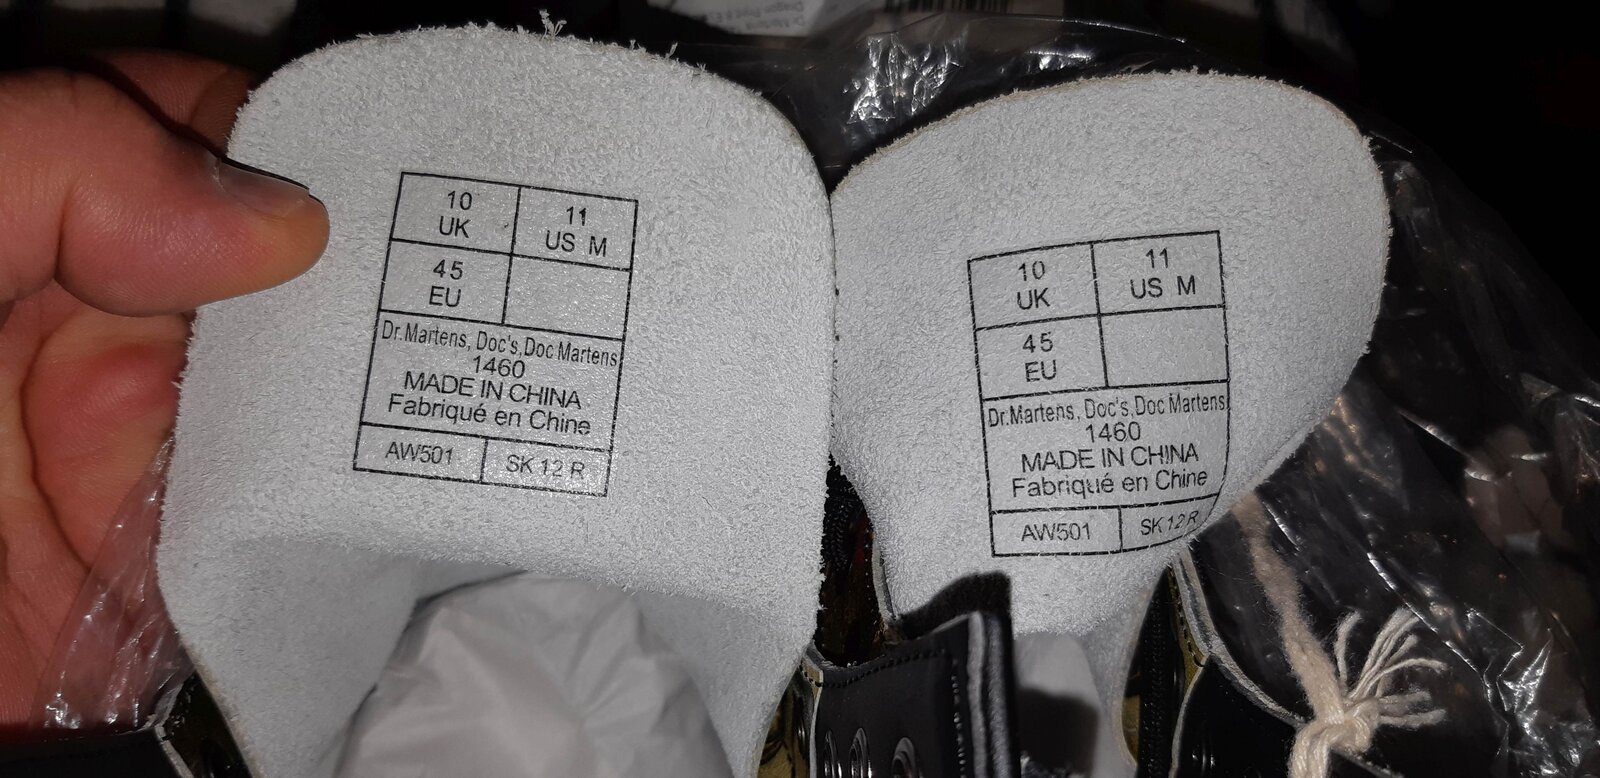 10
UK
11
US M
45
EU
Dr.Martens, Doc's,Doc Martens
1460
MADE IN CHINA
Fabriqué en Chine
AW501
SK 12 R
10
UK
11
US M
45
EU
Dr.Martens, Doc's,Doc Martens
1460
MADE IN CHINA
Fabriqué en Chine
AW501
SK 12 R